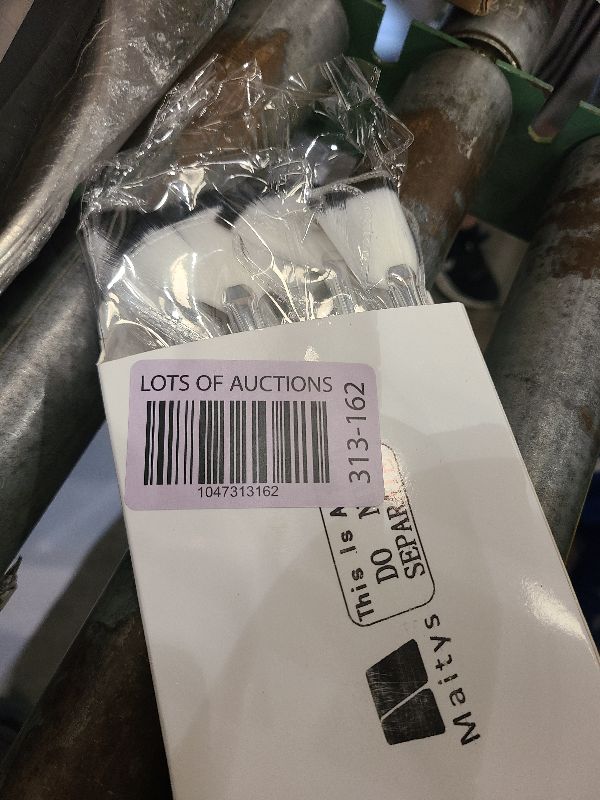 LOTS OF AUCTIONS
1047313162
313-162
This Is A
DO
SEPAR
Maitys